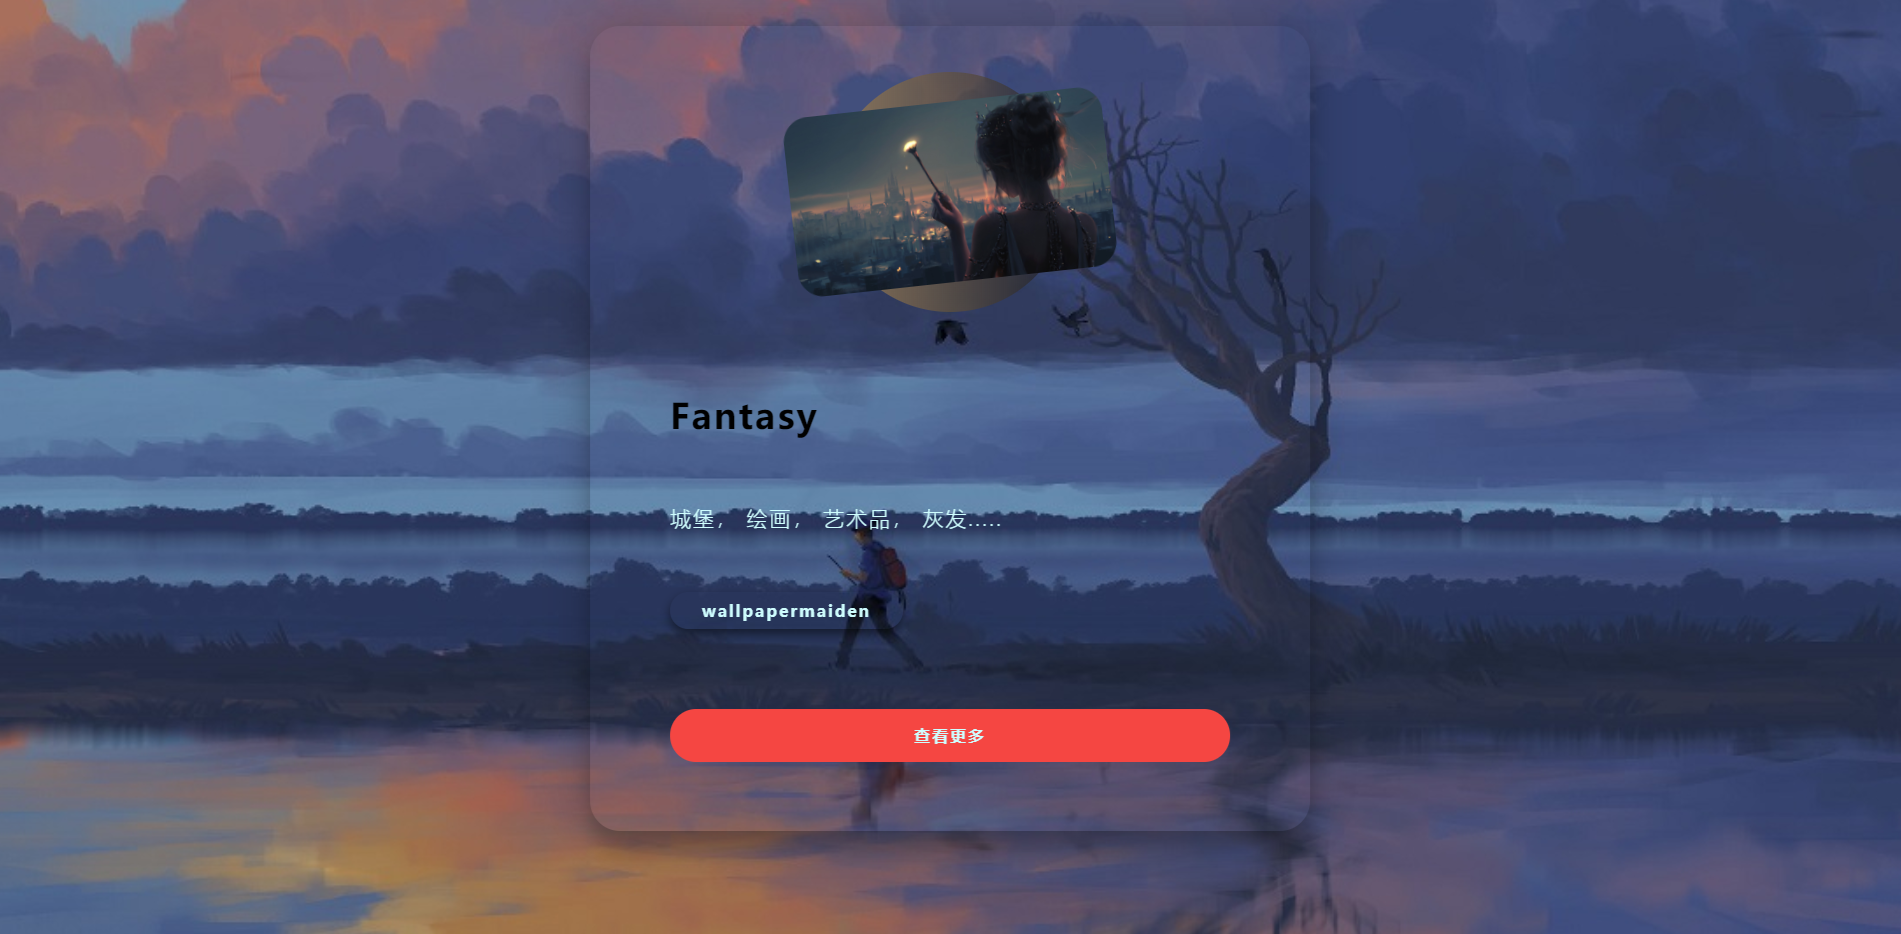 Fantasy
城堡， 绘画， 艺术品， 灰发.....
wallpapermaiden
查看更多